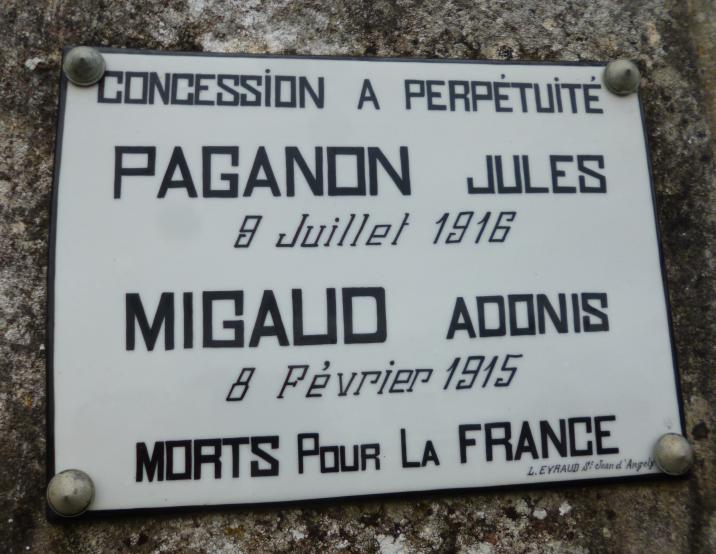 CONCESSION A PERPÉTUITÉ
PAGANON JULES
9 Juillet 1916
MIGAUD ADONIS
8 Février 1915
MORTS POUR LA FRANCE
L. EYRAUD St Jean d'Angely